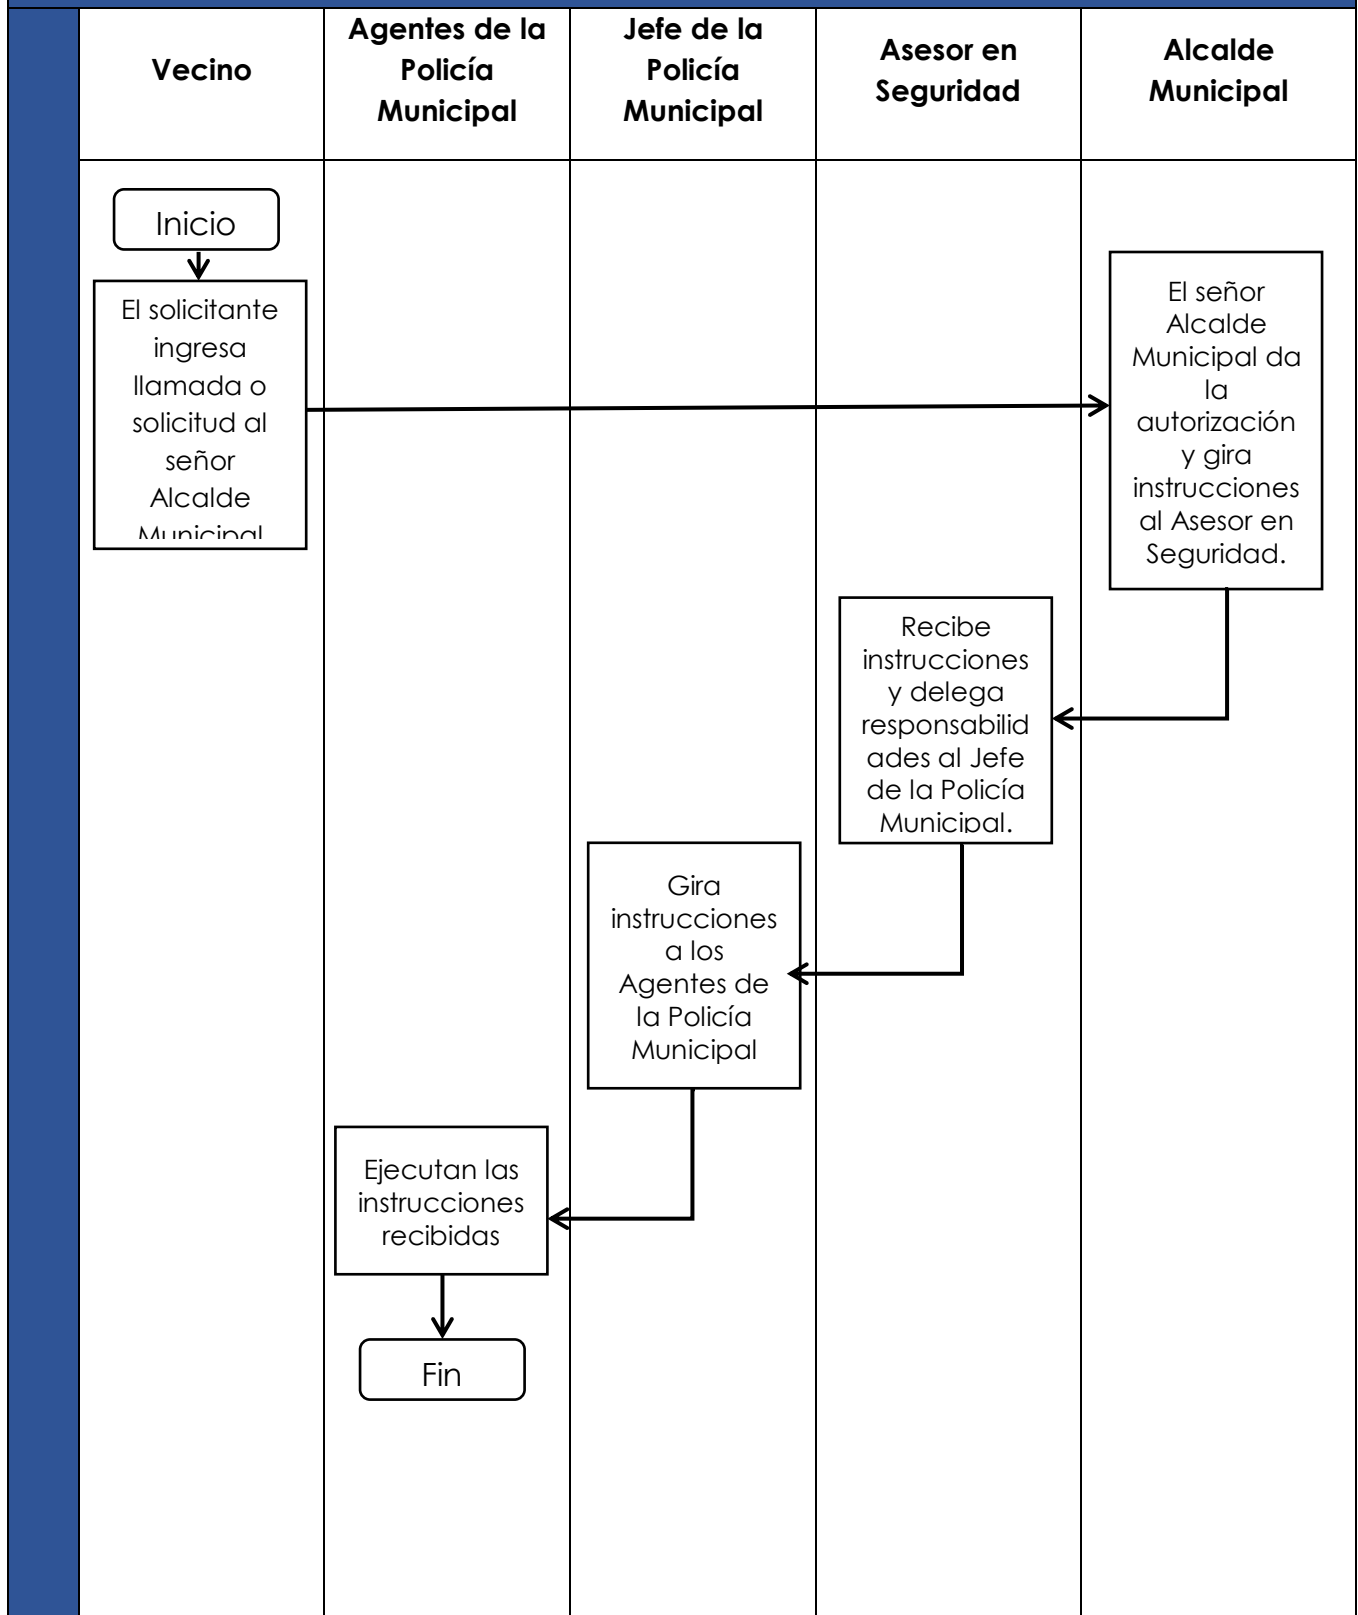 Vecino
Agentes de la
Policía
Municipal
Jefe de la
Policía
Municipal
Asesor en
Seguridad
Alcalde
Municipal
Inicio
El solicitante
ingresa
llamada o
solicitud al
señor
Alcalde
Municipal
El señor
Alcalde
Municipal da
la
autorización
y gira
instrucciones
al Asesor en
Seguridad.
Recibe
instrucciones
y delega
responsabilid
ades al Jefe
de la Policía
Municipal.
Gira
instrucciones
a los
Agentes de
la Policía
Municipal
Ejecutan las
instrucciones
recibidas
Fin